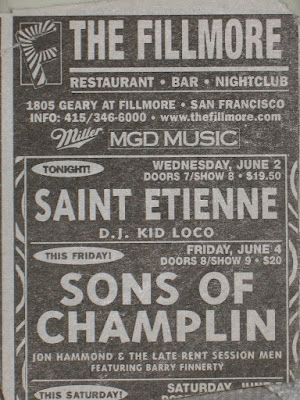 THE FILLMORE
RESTAURANT • BAR • NIGHTCLUB
1805 GEARY AT FILLMORE • SAN FRANCISCO
INFO: 415/346-6000 • www.thefillmore.com
Miller MGD MUSIC
TONIGHT!
WEDNESDAY, JUNE 2
DOORS 7/SHOW 8 • $19.50
SAINT ETIENNE
D.J. KID LOCO
THIS FRIDAY!
FRIDAY, JUNE 4
DOORS 8/SHOW 9 • $20
SONS OF
CHAMPLIN
JON HAMMOND & THE LATE RENT SESSION MEN
FEATURING BARRY FINNERTY
THIS SATURDAY!
SATURDAY, JUNE